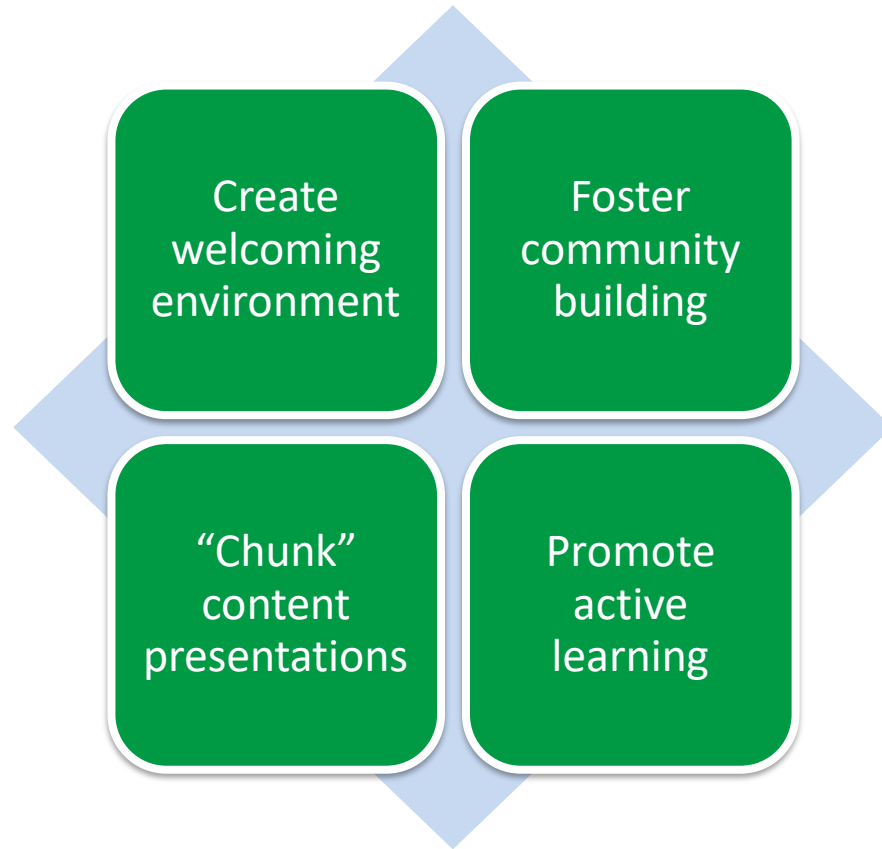 Create
welcoming
environment
Foster
community
building
“Chunk”
content
presentations
Promote
active
learning